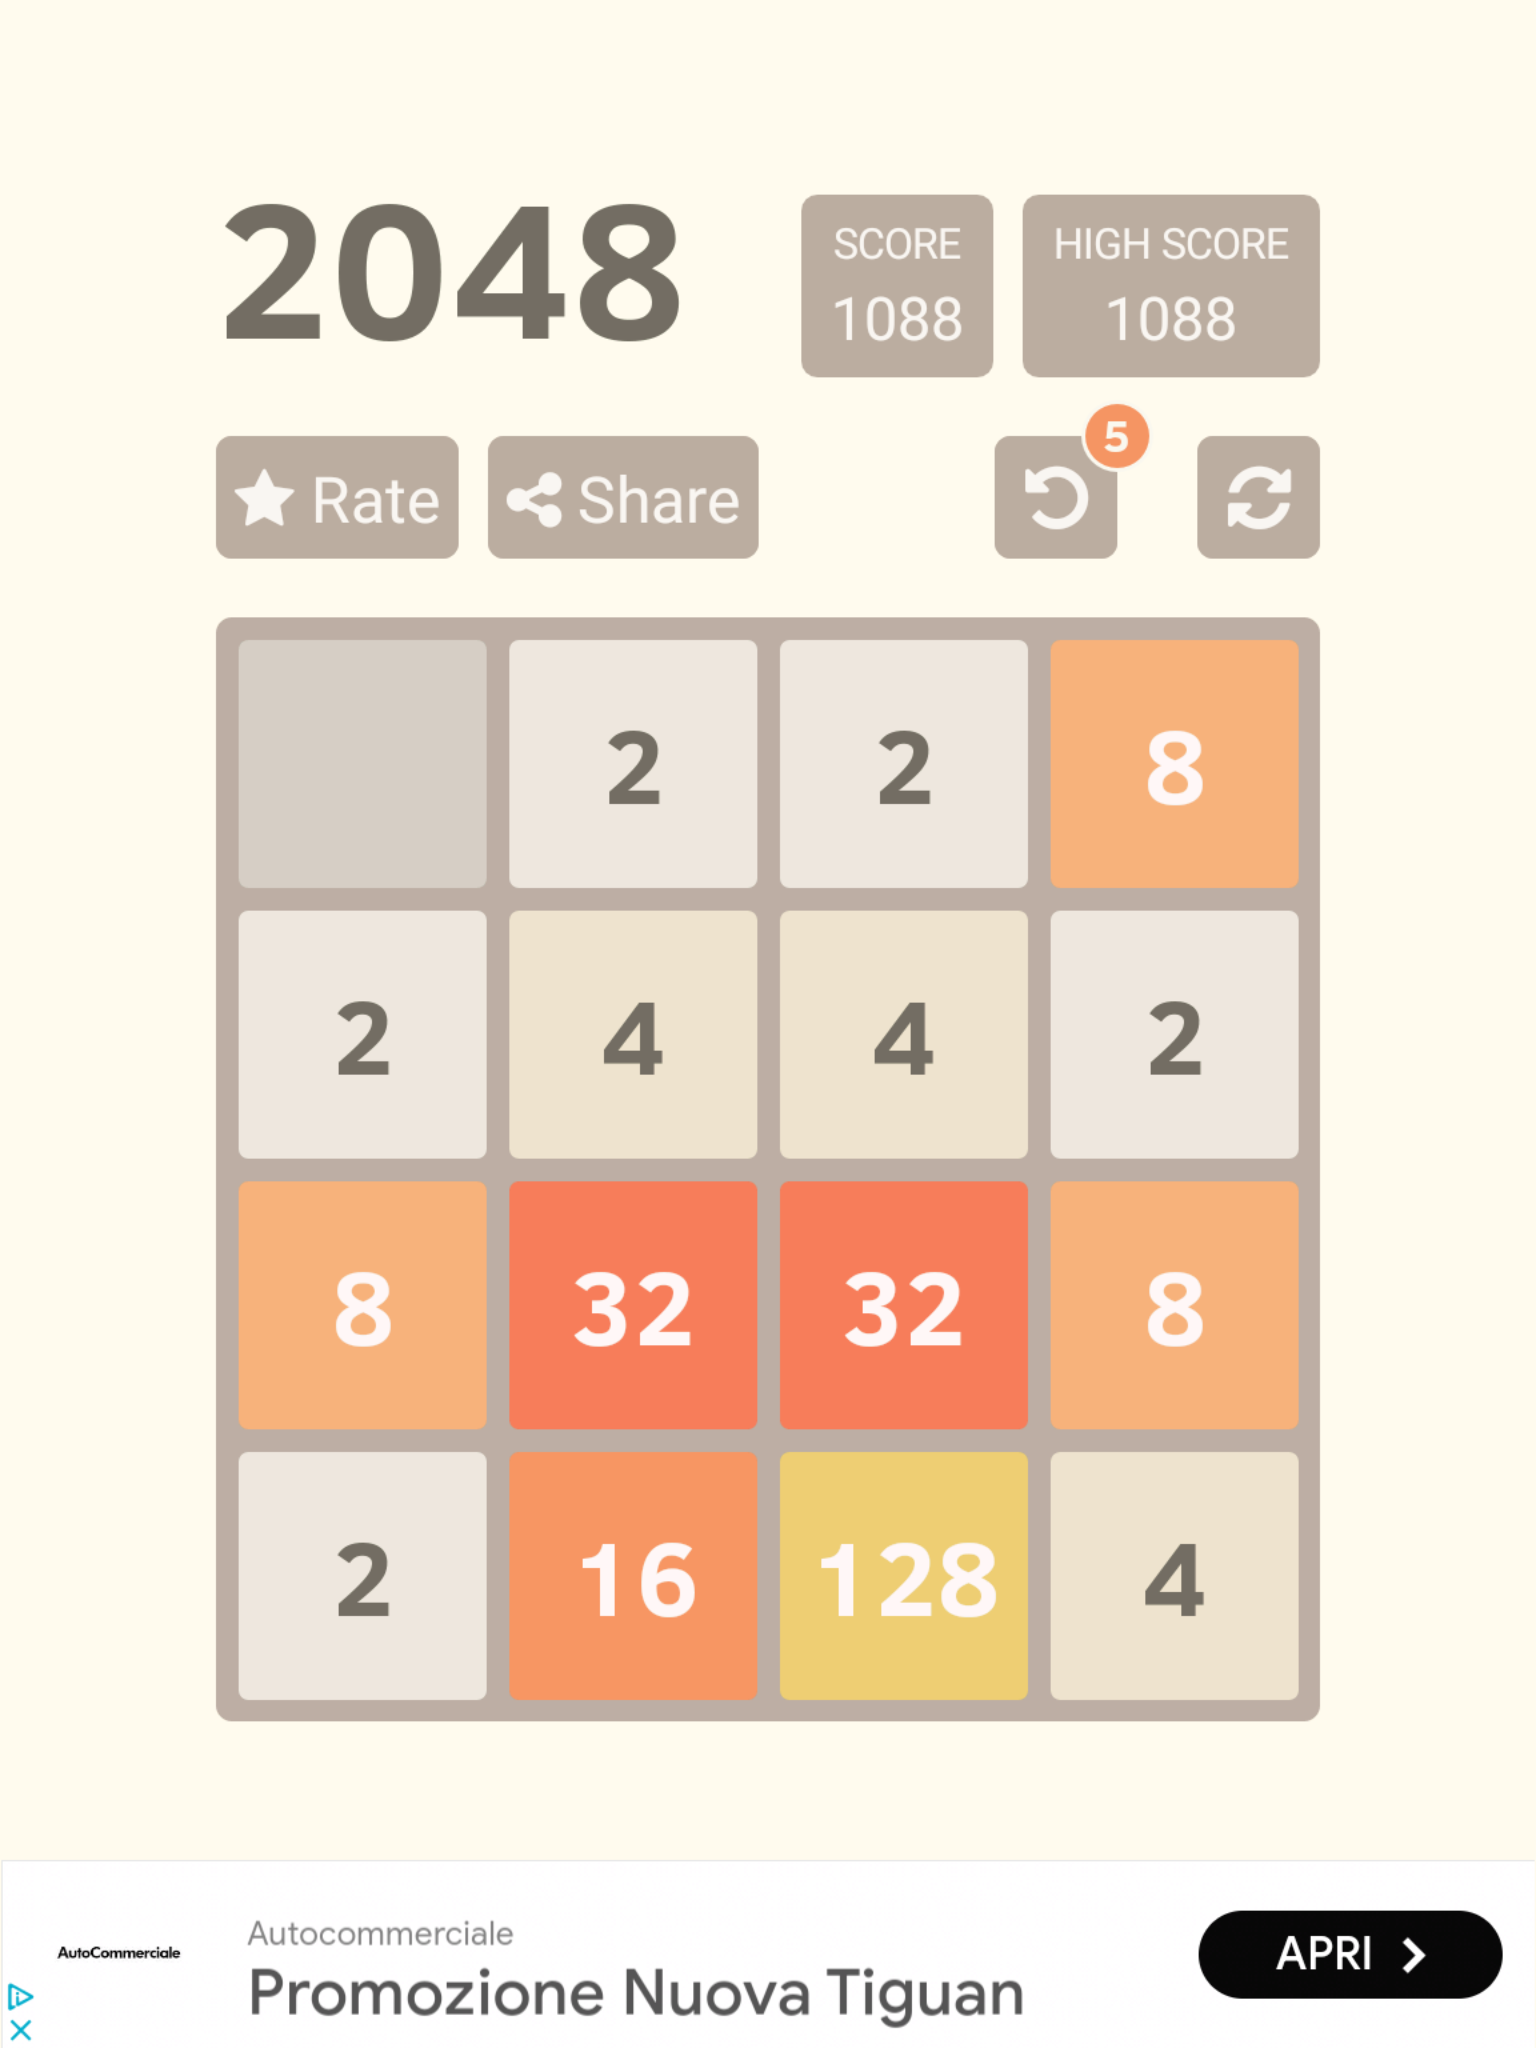 2048
SCORE
1088
HIGH SCORE
1088
5
Rate
Share
2 2 8
2 4 4 2
8 32 32 8
2 16 128 4
AutoCommerciale
Autocommerciale
Promozione Nuova Tiguan
APRI